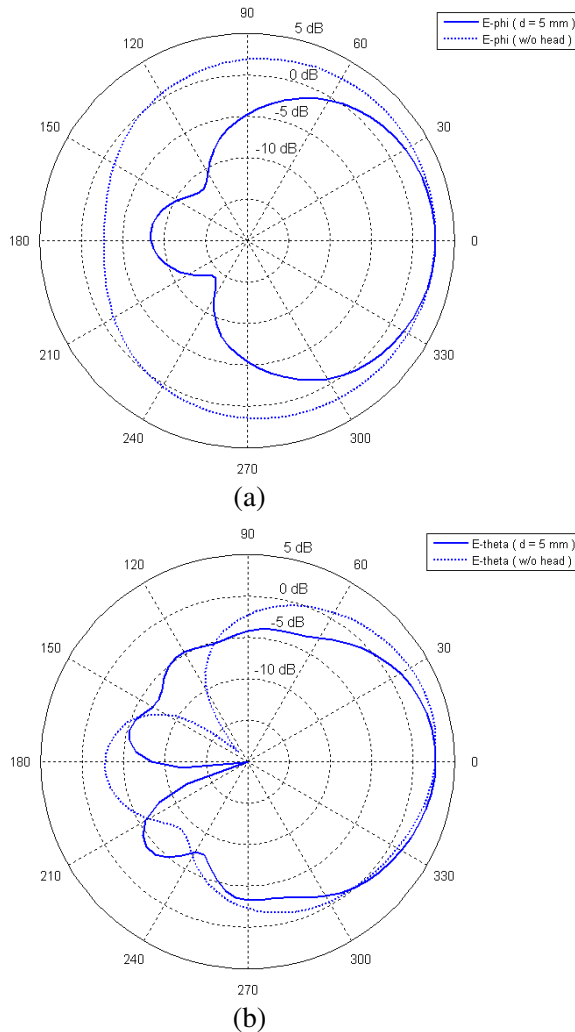 90
5 dB
120
60
0 dB
-5 dB
150
30
-10 dB
180
0
210
330
240
300
270
E-phi ( d = 5 mm )
E-phi ( w/o head )
(a)
90
5 dB
120
60
0 dB
-5 dB
150
30
-10 dB
180
0
210
330
240
300
270
E-theta ( d = 5 mm )
E-theta ( w/o head )
(b)